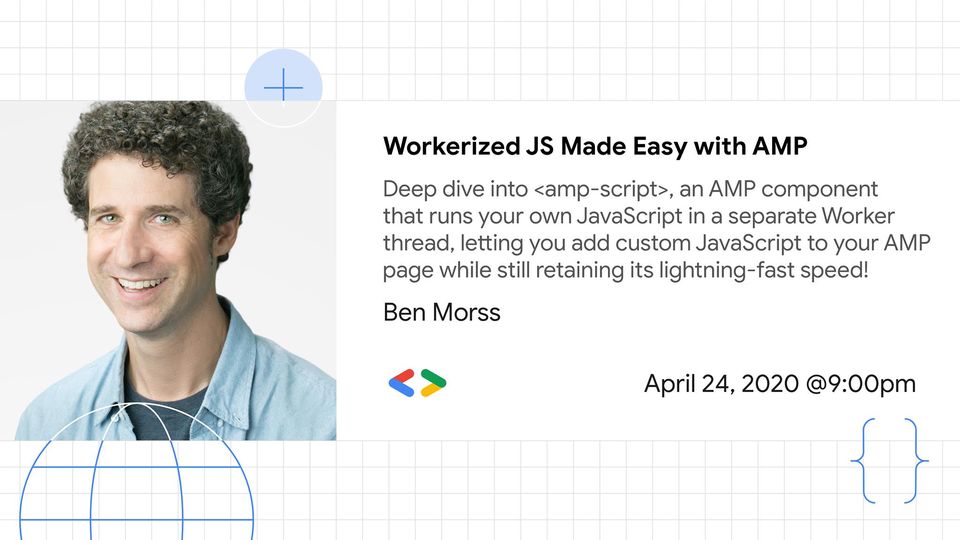 Workerized JS Made Easy with AMP
Deep dive into <amp-script>, an AMP component
that runs your own JavaScript in a separate Worker
thread, letting you add custom JavaScript to your AMP
page while still retaining its lightning-fast speed!
Ben Morss
April 24, 2020 @9:00pm